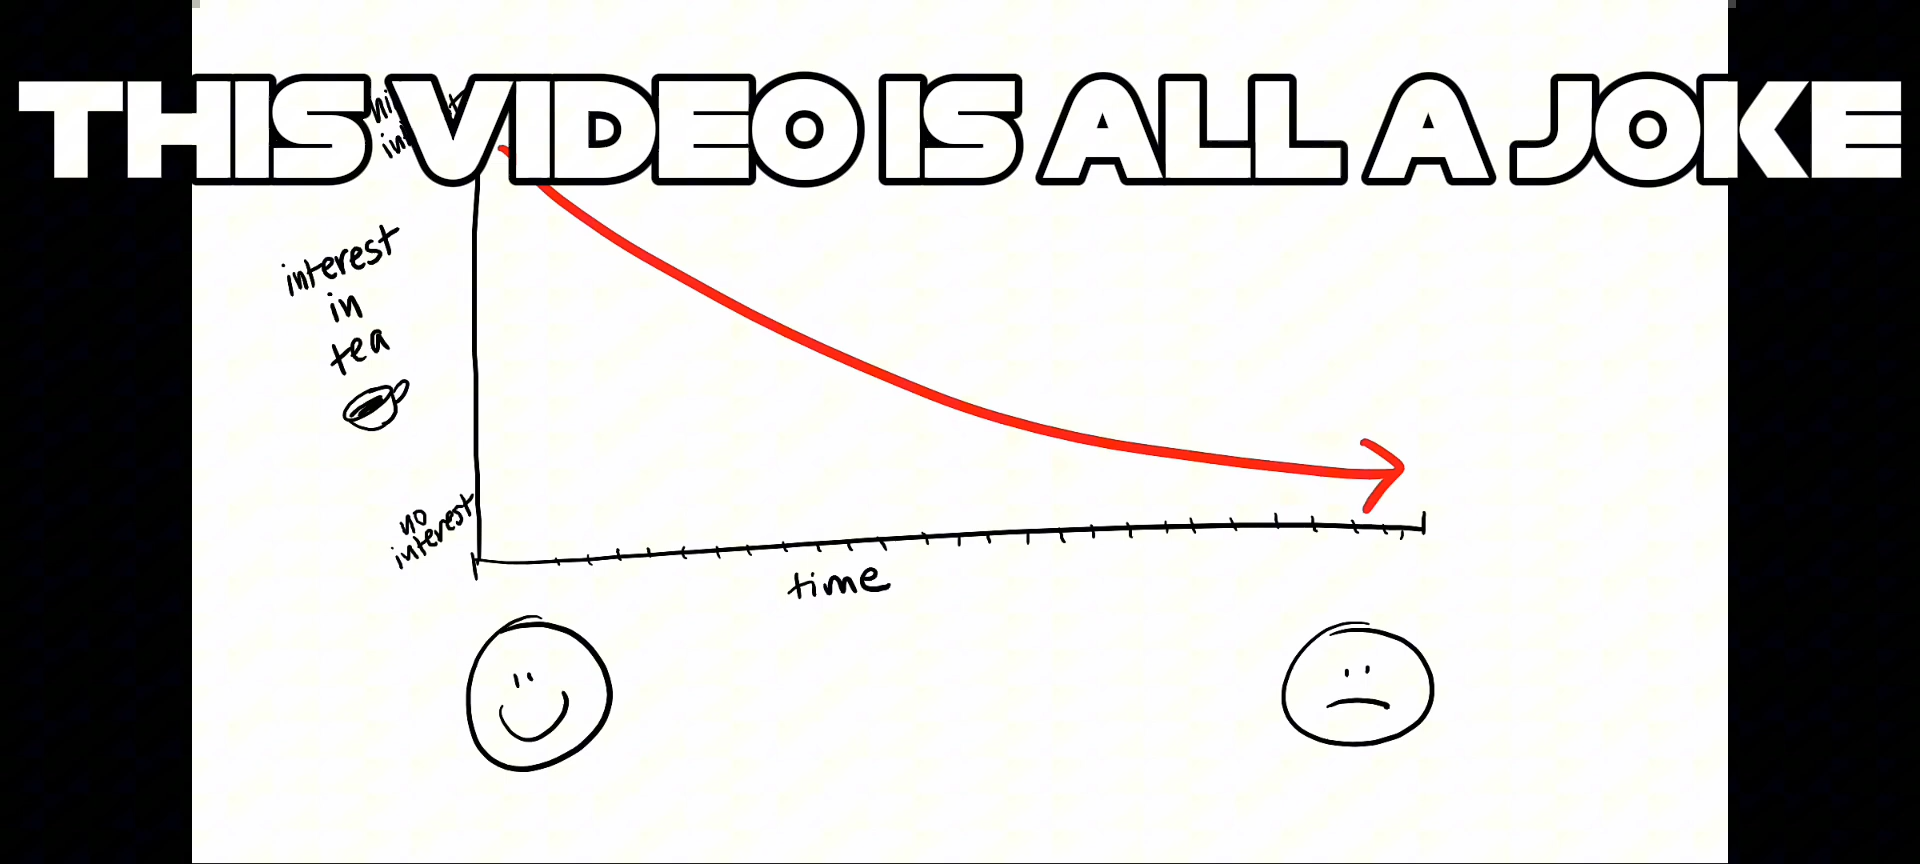 THIS VIDEO IS ALL A JOKE
interest
in
tea
no
interest
time